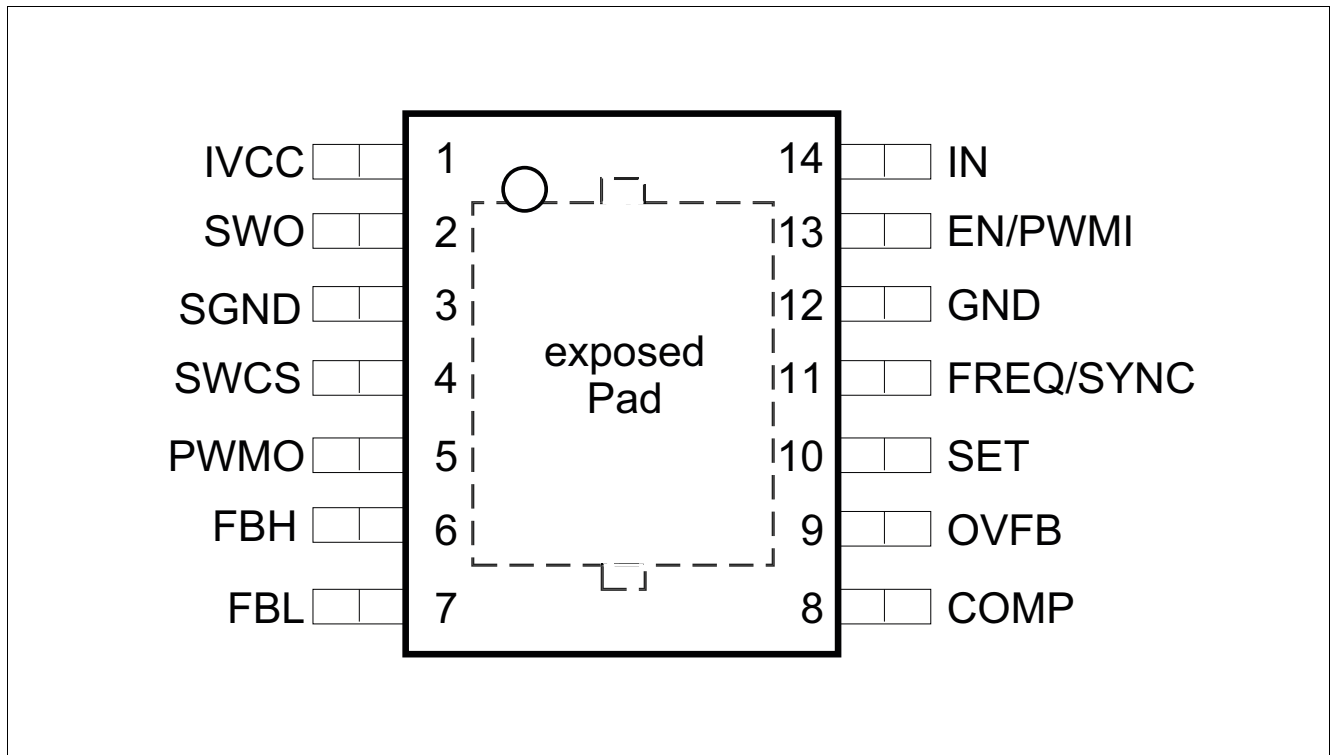 IVCC 1 14 IN
SWO 2 13 EN/PWMI
SGND 3 12 GND
SWCS 4 11 FREQ/SYNC
PWMO 5 10 SET
FBH 6 9 OVFB
FBL 7 8 COMP
exposed
Pad